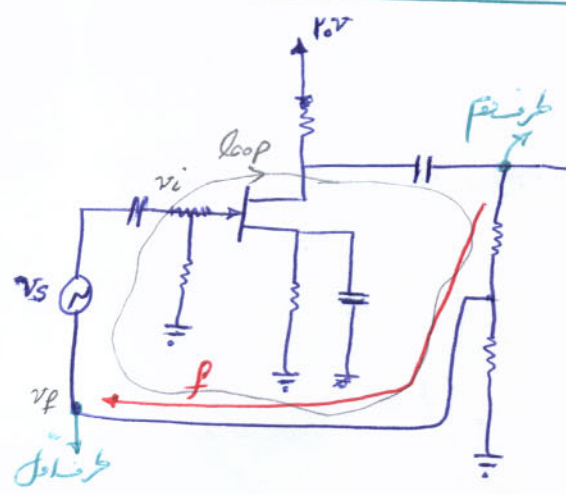 ۲۰v
طرف دوم
loop
vi
vs
f
vf
طرف اول